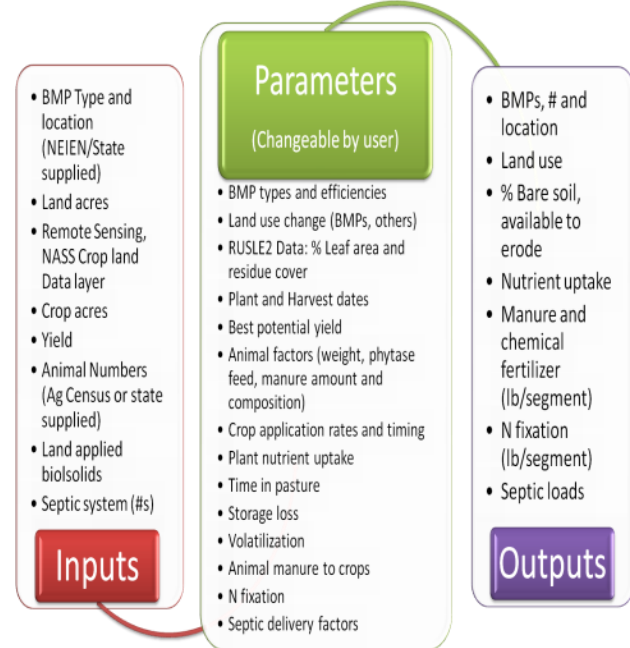 • BMP Type and
location
(NEIEN/State
supplied)
• Land acres
• Remote Sensing,
NASS Crop land
Data layer
• Crop acres
• Yield
• Animal Numbers
(Ag Census or state
supplied)
• Land applied
biolsolids
• Septic system (#s)
Inputs
Parameters
(Changeable by user)
• BMP types and efficiencies
• Land use change (BMPs, others)
• RUSLE2 Data: % Leaf area and
residue cover
• Plant and Harvest dates
• Best potential yield
• Animal factors (weight, phytase
feed, manure amount and
composition)
• Crop application rates and timing
• Plant nutrient uptake
• Time in pasture
• Storage loss
• Volatilization
• Animal manure to crops
• N fixation
• Septic delivery factors
• BMPs, # and
location
• Land use
• % Bare soil,
available to
erode
• Nutrient uptake
• Manure and
chemical
fertilizer
(lb/segment)
• N fixation
(lb/segment)
• Septic loads
Outputs